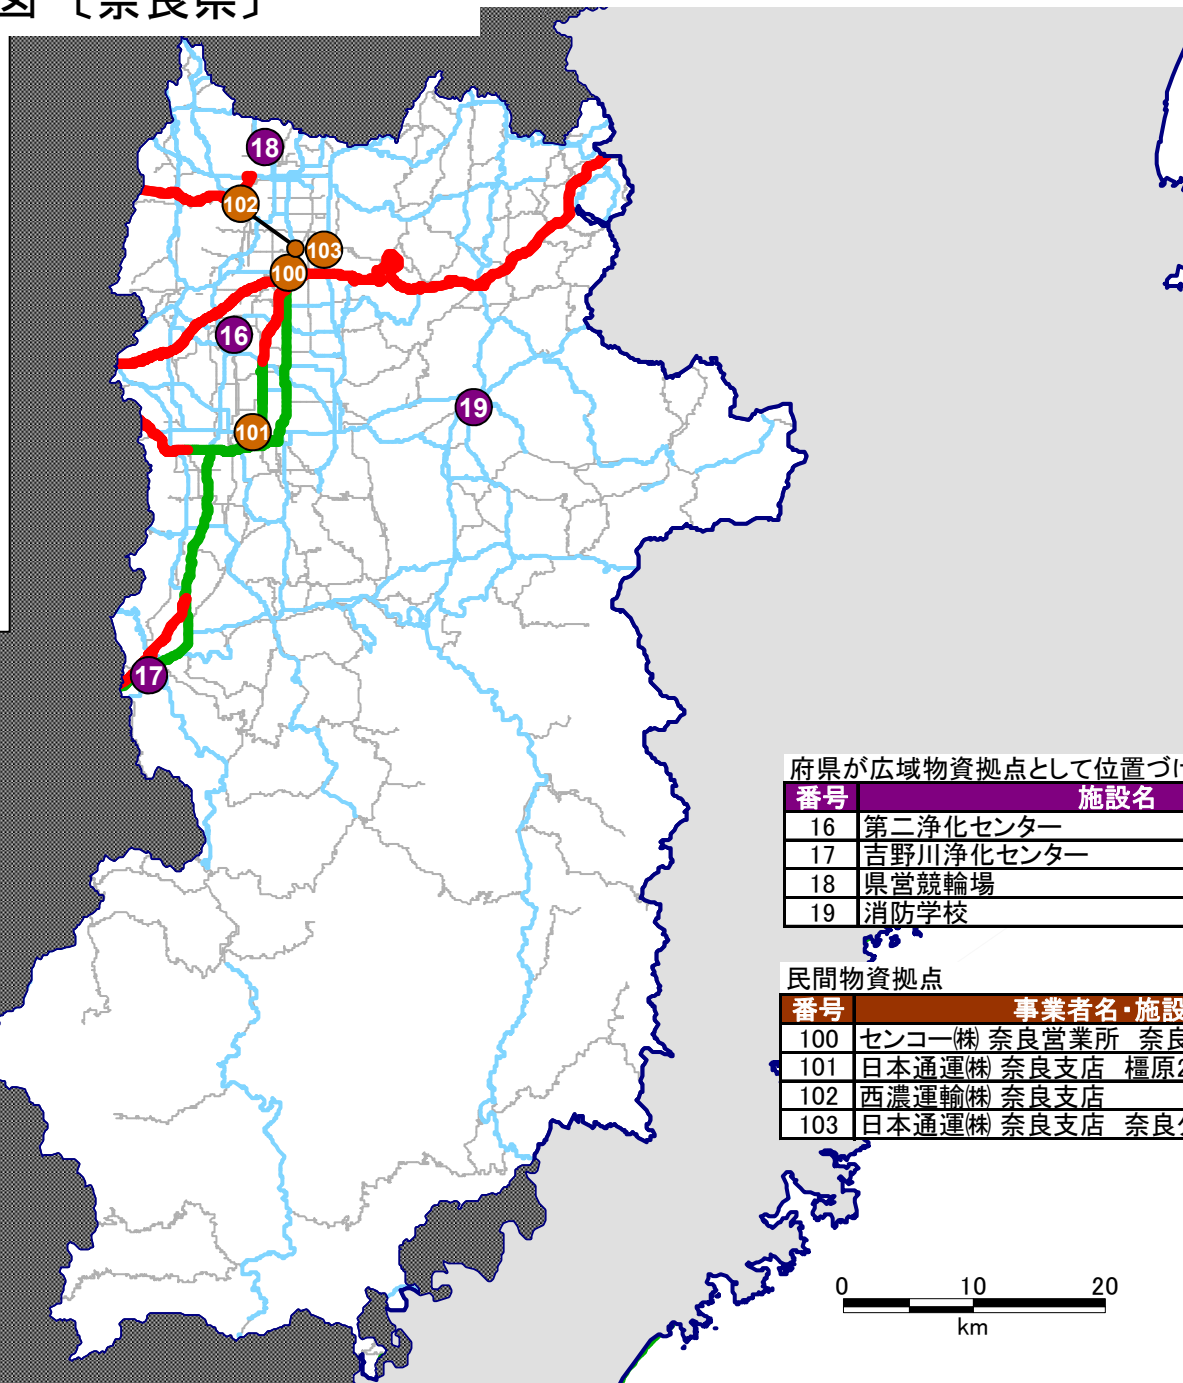 図〔奈良県〕
18
102
103
100
16
19
101
17
府県が広域物資拠点として位置づけ
番号 施設名
16 第二浄化センター
17 吉野川浄化センター
18 県営競輪場
19 消防学校
民間物資拠点
番号 事業者名・施設
100 センコー㈱ 奈良営業所 奈良
101 日本通運㈱ 奈良支店 橿原2
102 西濃運輸㈱ 奈良支店
103 日本通運㈱ 奈良支店 奈良
0 10 20
km